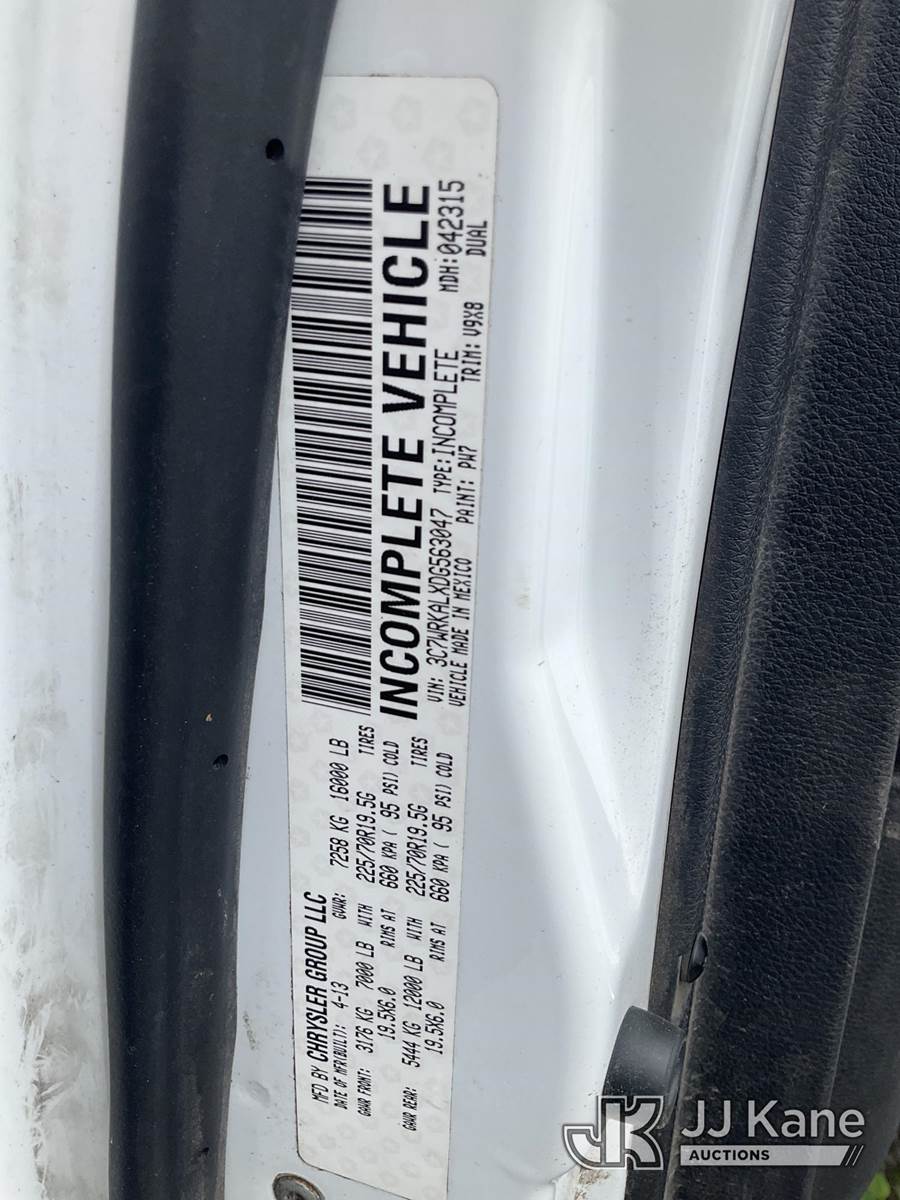 MFD BY CHRYSLER GROUP LLC
DATE OF MFR(BUILT): 4-13 GVWR: 7258 KG 16000 LB
GAWR FRONT: 3176 KG 7000 LB WITH 225/70R19.5G TIRES
19.5X6.0 RIMS AT 660 KPA ( 95 PSI) COLD
GAWR REAR: 5444 KG 12000 LB WITH 225/70R19.5G TIRES
19.5X6.0 RIMS AT 660 KPA ( 95 PSI) COLD
INCOMPLETE VEHICLE
VIN: 3C7WRKALXDG563047 TYPE:INCOMPLETE MDH:042315
VEHICLE MADE IN MEXICO PAINT: PW7 TRIM: V9X8 DUAL
JK JJ Kane
AUCTIONS